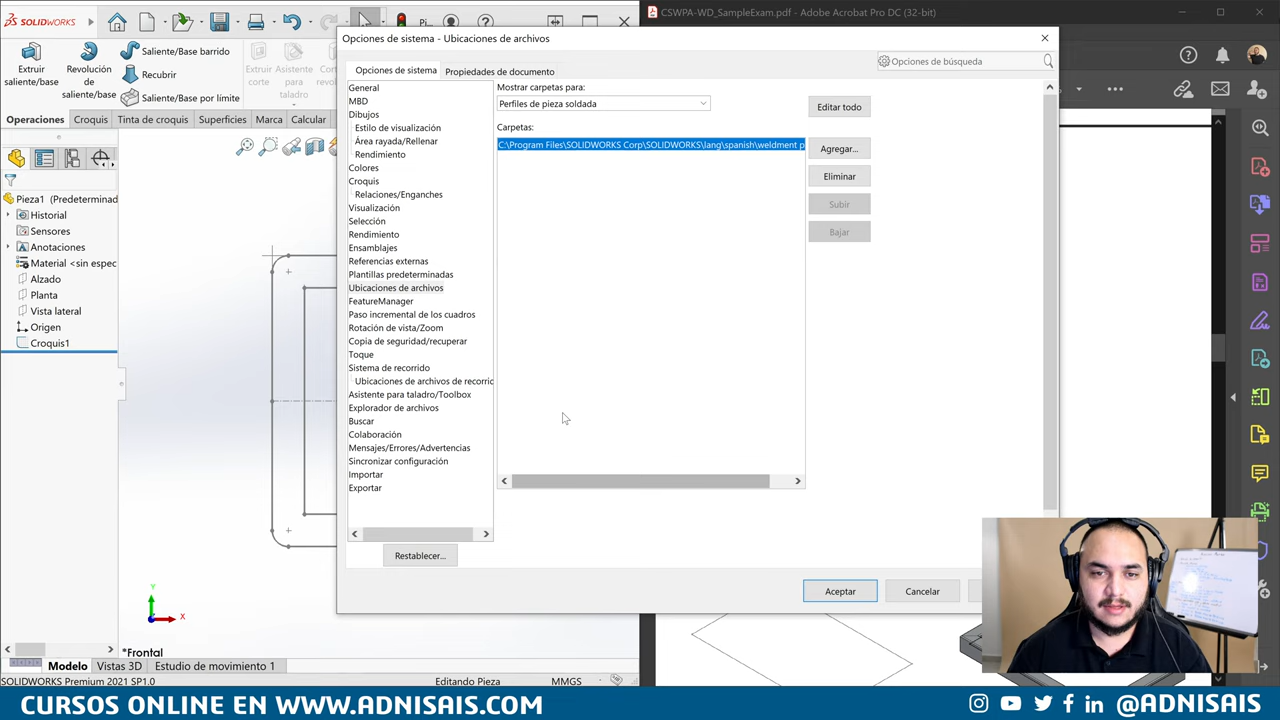 SOLIDWORKS
Pi...
CSWPA-WD_SampleExam.pdf - Adobe Acrobat Pro DC (32-bit)
Opciones de sistema - Ubicaciones de archivos
Extruir saliente/base
Revolución de saliente/base
Saliente/Base barrido
Recubrir
Saliente/Base por límite
Extruir corte
Asistente para taladro
Operaciones
Croquis
Tinta de croquis
Superficies
Marca
Calcular
Pieza1 (Predeterminad
Historial
Sensores
Anotaciones
Material <sin espec
Alzado
Planta
Vista lateral
Origen
Croquis1
Opciones de sistema
Propiedades de documento
Opciones de búsqueda
General
MBD
Dibujos
Estilo de visualización
Área rayada/Rellenar
Rendimiento
Colores
Croquis
Relaciones/Enganches
Visualización
Selección
Rendimiento
Ensamblajes
Referencias externas
Plantillas predeterminadas
Ubicaciones de archivos
FeatureManager
Paso incremental de los cuadros
Rotación de vista/Zoom
Copia de seguridad/recuperar
Toque
Sistema de recorrido
Ubicaciones de archivos de recorric
Asistente para taladro/Toolbox
Explorador de archivos
Buscar
Colaboración
Mensajes/Errores/Advertencias
Sincronizar configuración
Importar
Exportar
Restablecer...
Mostrar carpetas para:
Perfiles de pieza soldada
Carpetas:
C:\Program Files\SOLIDWORKS Corp\SOLIDWORKS\lang\spanish\weldment p
Editar todo
Agregar...
Eliminar
Subir
Bajar
Aceptar
Cancelar
Y
X
*Frontal
Modelo
Vistas 3D
Estudio de movimiento 1
SOLIDWORKS Premium 2021 SP1.0
Editando Pieza
MMGS
CURSOS ONLINE EN WWW.ADNISAIS.COM
@ADNISAIS